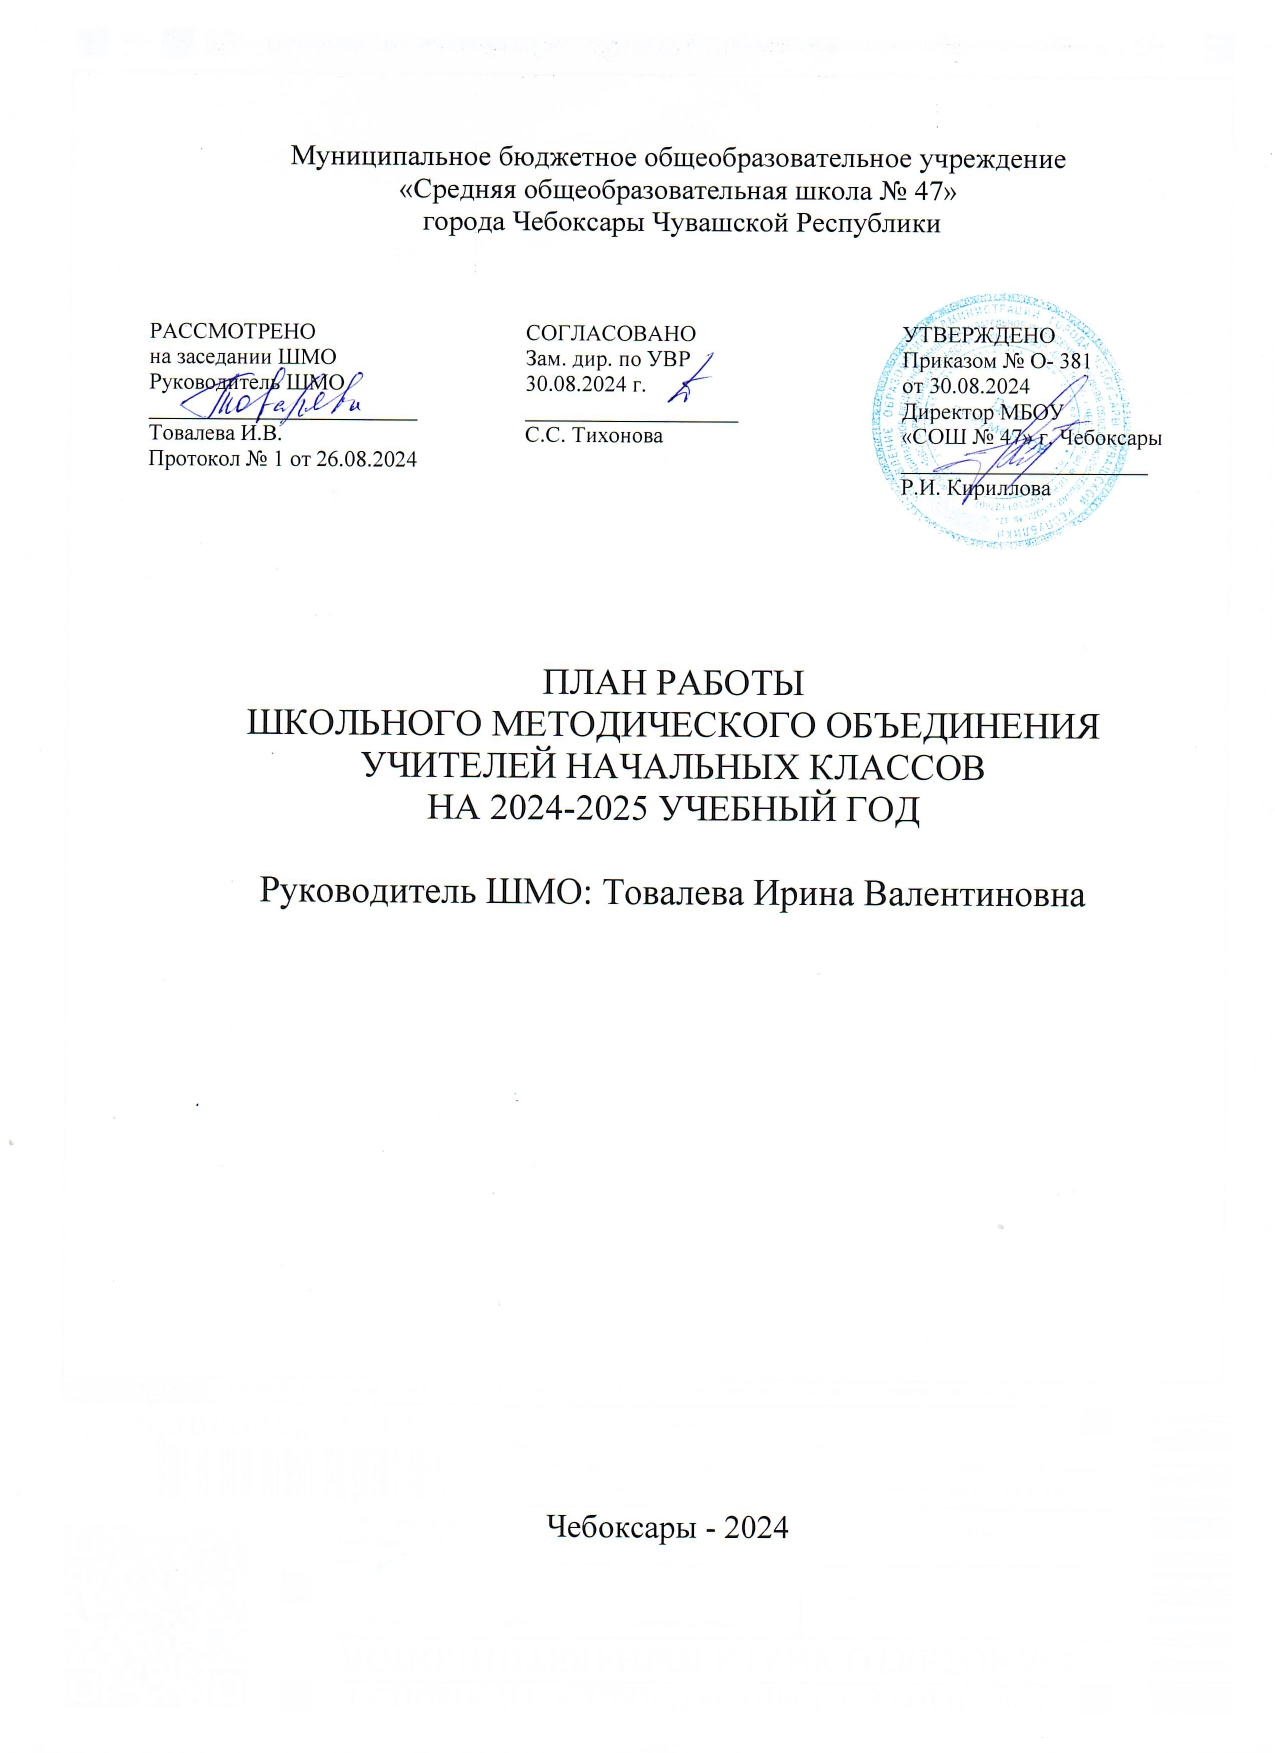 Муниципальное бюджетное общеобразовательное учреждение
«Средняя общеобразовательная школа № 47»
города Чебоксары Чувашской Республики
РАССМОТРЕНО
на заседании ШМО
Руководитель ШМО
Товалева И.В.
Протокол № 1 от 26.08.2024
СОГЛАСОВАНО
Зам. дир. по УВР
30.08.2024 г.
С.С. Тихонова
УТВЕРЖДЕНО
Приказом № О- 381
от 30.08.2024
Директор МБОУ
«СОШ № 47» г. Чебоксары
Р.И. Кириллова
ПЛАН РАБОТЫ
ШКОЛЬНОГО МЕТОДИЧЕСКОГО ОБЪЕДИНЕНИЯ
УЧИТЕЛЕЙ НАЧАЛЬНЫХ КЛАССОВ
НА 2024-2025 УЧЕБНЫЙ ГОД
Руководитель ШМО: Товалева Ирина Валентиновна
Чебоксары - 2024